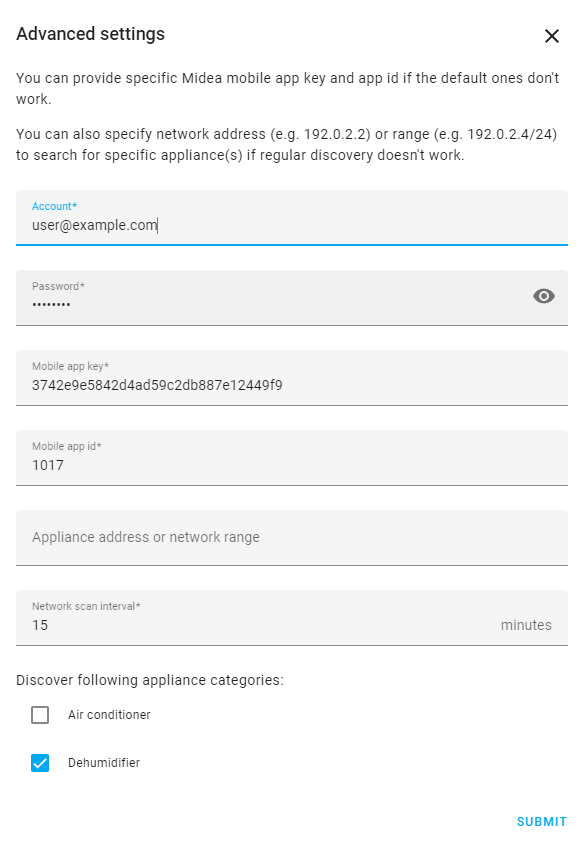 Advanced settings
You can provide specific Midea mobile app key and app id if the default ones don't
work.
You can also specify network address (e.g. 192.0.2.2) or range (e.g. 192.0.2.4/24)
to search for specific appliance(s) if regular discovery doesn't work.
Account*
user@example.com
Password*
••••••••
Mobile app key*
3742e9e5842d4ad59c2db887e12449f9
Mobile app id*
1017
Appliance address or network range
Network scan interval*
15 minutes
Discover following appliance categories:
Air conditioner
Dehumidifier
SUBMIT